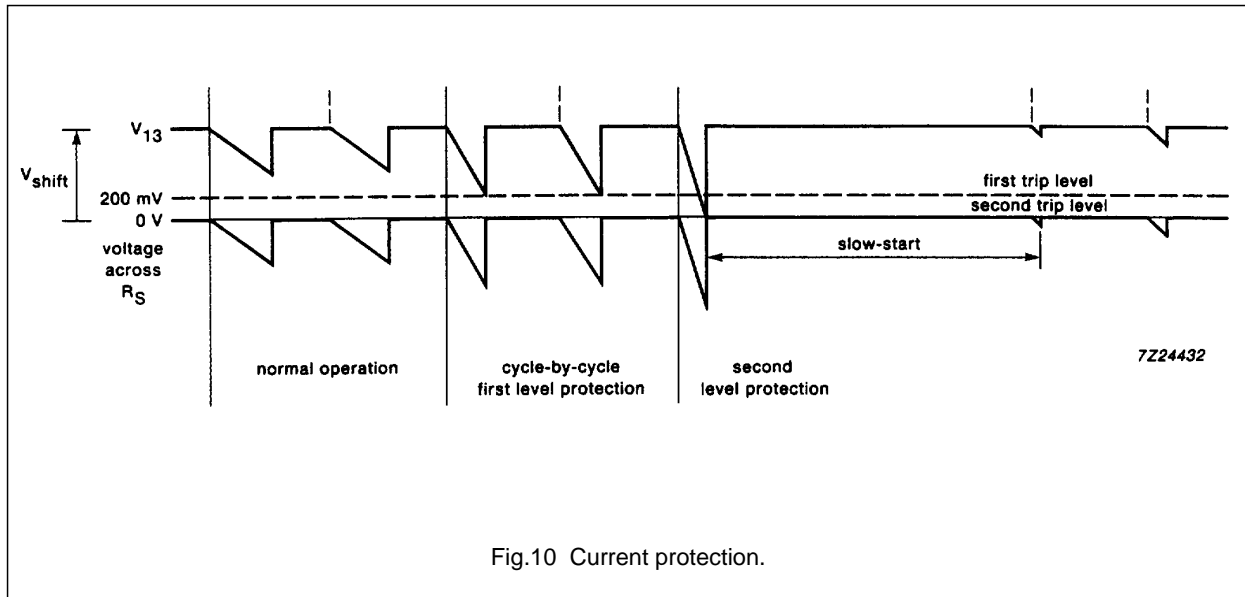 V13
Vshift
200 mV
first trip level
0 V
second trip level
voltage
across
RS
slow-start
7Z24432
normal operation
cycle-by-cycle
first level protection
second
level protection
Fig.10 Current protection.